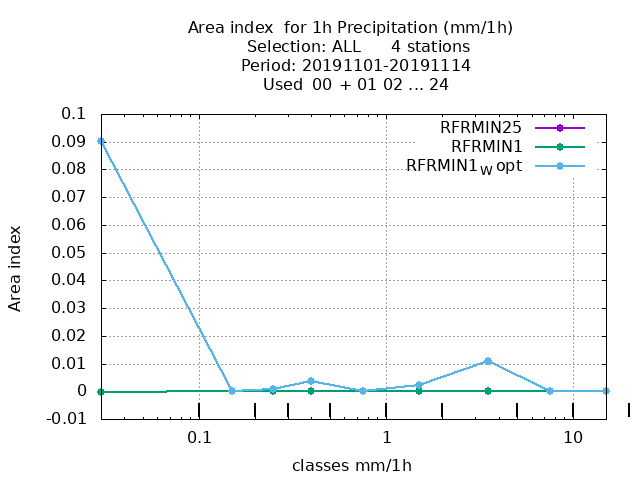 Area index  for 1h Precipitation (mm/1h)
Selection: ALL      4 stations
Period: 20191101-20191114
Used  00 + 01 02 ... 24
0.1
0.09
0.08
0.07
0.06
0.05
0.04
0.03
0.02
0.01
0
-0.01
Area index
RFRMIN25
RFRMIN1
RFRMIN1W opt
0.1
1
10
classes mm/1h